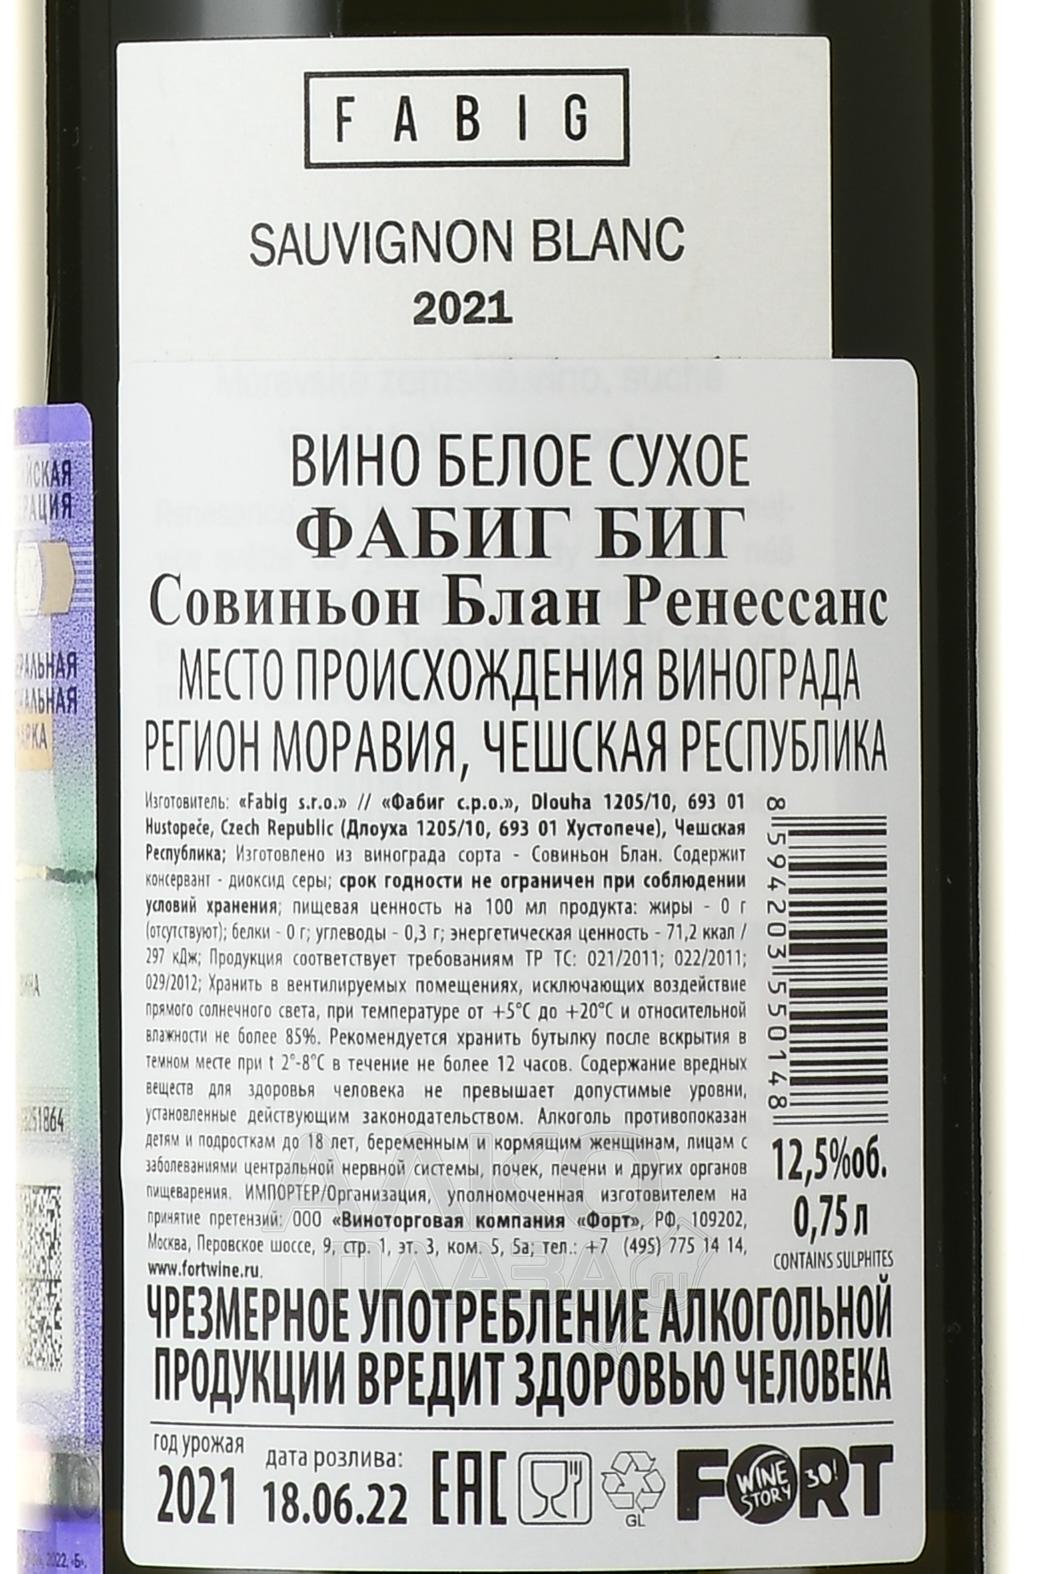 FABIG
SAUVIGNON BLANC
2021
ВИНО БЕЛОЕ СУХОЕ
ФАБИГ БИГ
Совиньон Блан Ренессанс
МЕСТО ПРОИСХОЖДЕНИЯ ВИНОГРАДА
РЕГИОН МОРАВИЯ, ЧЕШСКАЯ РЕСПУБЛИКА
Изготовитель: «Fabig s.r.o.» // «Фабиг с.р.о.», Dlouha 1205/10, 693 01
Hustopeče, Czech Republic (Длоуха 1205/10, 693 01 Хустопече), Чешская
Республика; Изготовлено из винограда сорта - Совиньон Блан. Содержит
консервант - диоксид серы; срок годности не ограничен при соблюдении
условий хранения; пищевая ценность на 100 мл продукта: жиры - 0 г
(отсутствуют); белки - 0 г; углеводы - 0,3 г; энергетическая ценность - 71,2 ккал /
297 кДж; Продукция соответствует требованиям ТР ТС: 021/2011; 022/2011;
029/2012; Хранить в вентилируемых помещениях, исключающих воздействие
прямого солнечного света, при температуре от +5°С до +20°С и относительной
влажности не более 85%. Рекомендуется хранить бутылку после вскрытия в
темном месте при t 2°-8°С в течение не более 12 часов. Содержание вредных
веществ для здоровья человека не превышает допустимые уровни,
установленные действующим законодательством. Алкоголь противопоказан
детям и подросткам до 18 лет, беременным и кормящим женщинам, лицам с
заболеваниями центральной нервной системы, почек, печени и других органов
пищеварения. ИМПОРТЕР/Организация, уполномоченная изготовителем на
принятие претензий: ООО «Виноторговая компания «Форт», РФ, 109202,
Москва, Перовское шоссе, 9, стр. 1, эт. 3, ком. 5, 5а; тел.: +7 (495) 775 14 14,
www.fortwine.ru.
8 594203 550148
12,5%об.
0,75 л
CONTAINS SULPHITES
ЧРЕЗМЕРНОЕ УПОТРЕБЛЕНИЕ АЛКОГОЛЬНОЙ
ПРОДУКЦИИ ВРЕДИТ ЗДОРОВЬЮ ЧЕЛОВЕКА
год урожая
2021
дата розлива:
18.06.22
EAC
GL
FORT
WINE STORY
30!
АЛКО
ПЛАЗА.ru